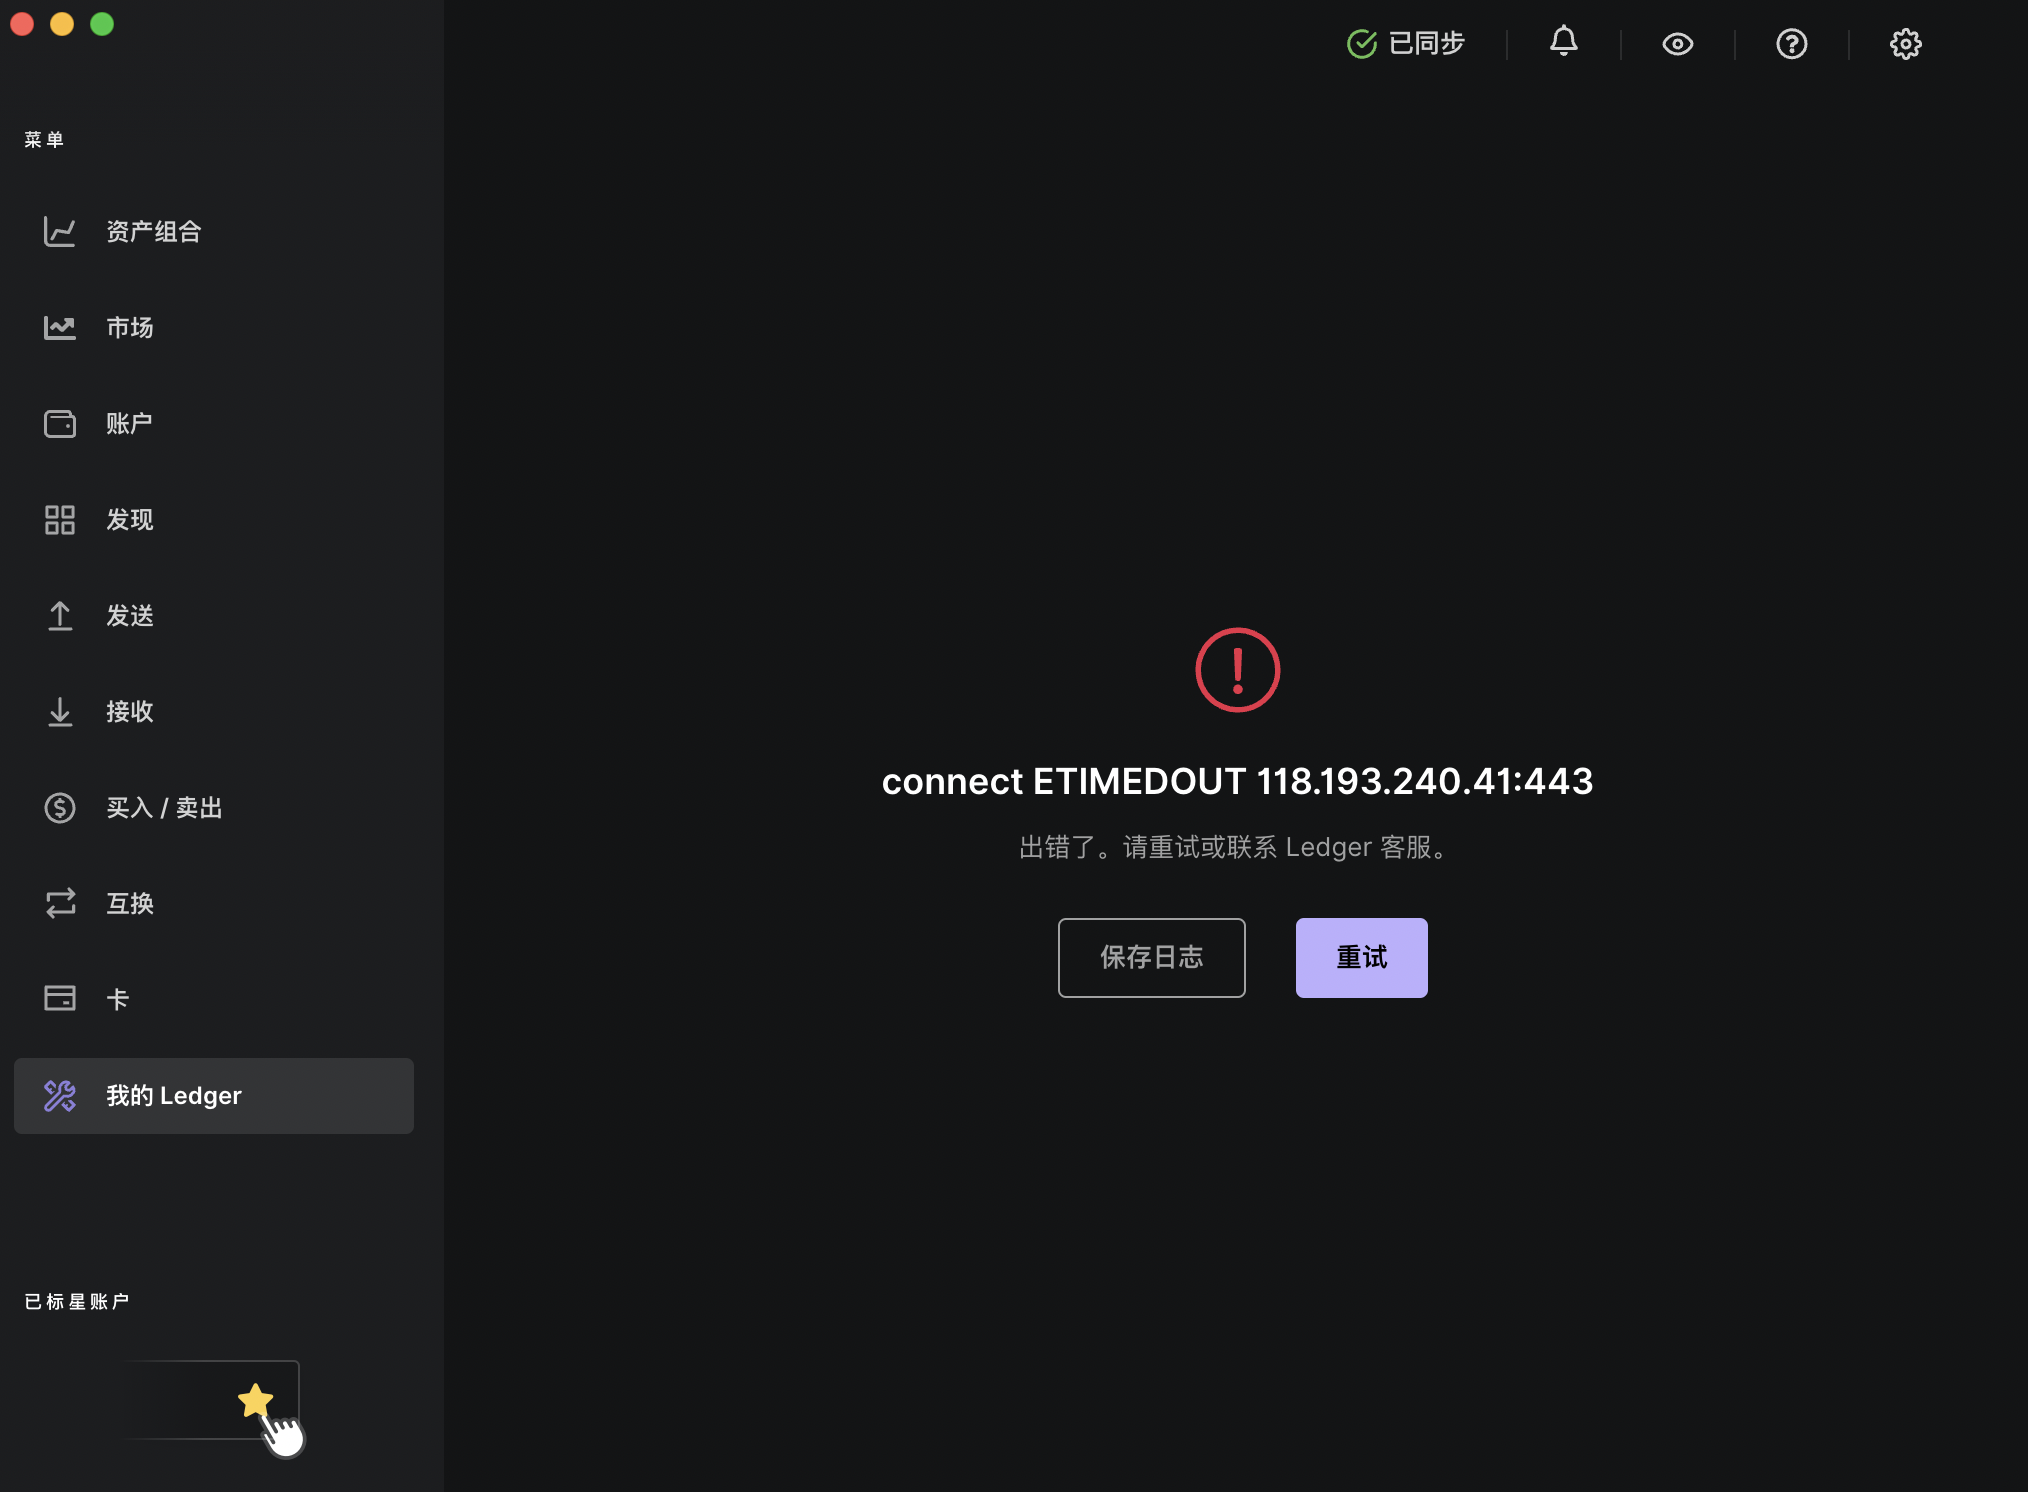 已同步
菜单
资产组合
市场
账户
发现
发送
接收
买入 / 卖出
互换
卡
我的 Ledger
已标星账户
connect ETIMEDOUT 118.193.240.41:443
出错了。请重试或联系 Ledger 客服。
保存日志
重试